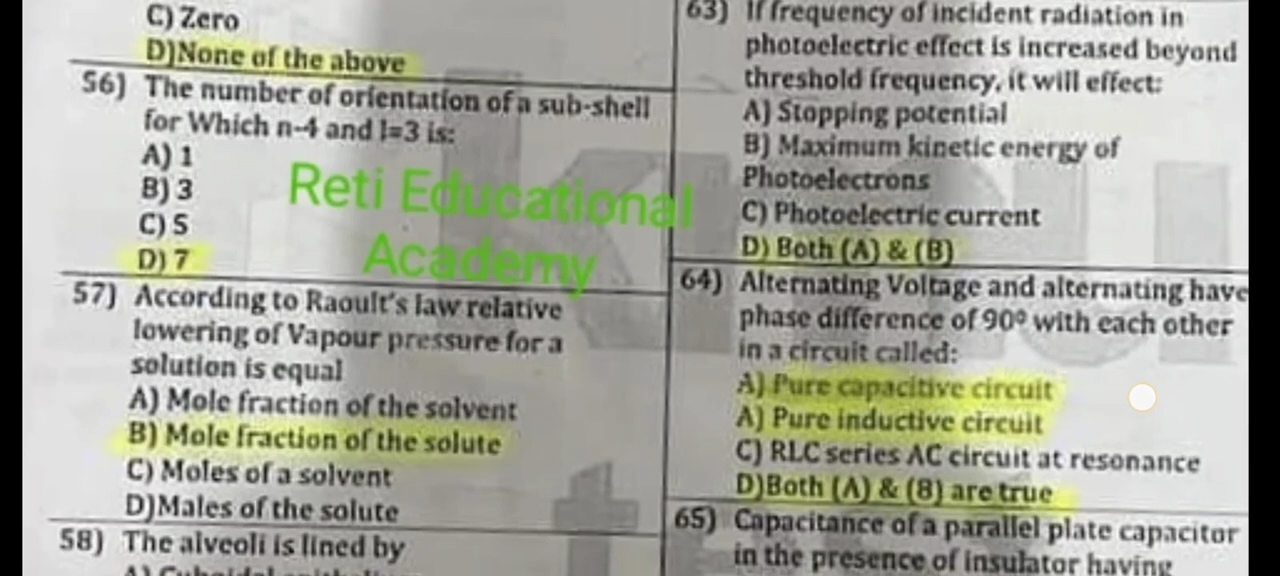 C) Zero
D)None of the above
56) The number of orientation of a sub-shell
for Which n-4 and l=3 is:
A) 1
B) 3
C) 5
D) 7
57) According to Raoult's law relative
lowering of Vapour pressure for a
solution is equal
A) Mole fraction of the solvent
B) Mole fraction of the solute
C) Moles of a solvent
D)Males of the solute
58) The alveoli is lined by
63) If frequency of incident radiation in
photoelectric effect is increased beyond
threshold frequency, it will effect:
A) Stopping potential
B) Maximum kinetic energy of
Photoelectrons
C) Photoelectric current
D) Both (A) & (B)
64) Alternating Voltage and alternating have
phase difference of 90° with each other
in a circuit called:
A) Pure capacitive circuit
A) Pure inductive circuit
C) RLC series AC circuit at resonance
D)Both (A) & (B) are true
65) Capacitance of a parallel plate capacitor
in the presence of insulator having
Reti Educational
Academy